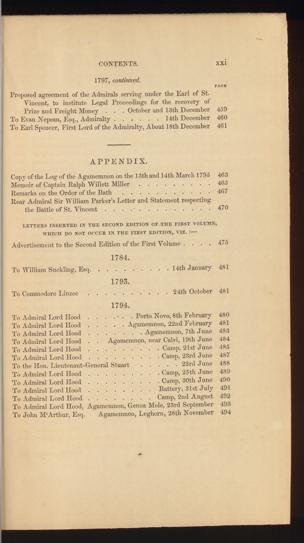 CONTENTS. xxi
1797, continued.
PAGE
Proposed agreement of the Admirals serving under the Earl of St.
Vincent, to institute Legal Proceedings for the recovery of
Prize and Freight Money . . . October and 13th December 459
To Evan Nepean, Esq., Admiralty . . . . . . 14th December 460
To Earl Spencer, First Lord of the Admiralty, About 18th December 461
APPENDIX.
Copy of the Log of the Agamemnon on the 13th and 14th March 1795 463
Memoir of Captain Ralph Willett Miller . . . . . . . . . 465
Remarks on the Order of the Bath . . . . . . . . . . . 467
Rear Admiral Sir William Parker's Letter and Statement respecting
the Battle of St. Vincent . . . . . . . . . . . . . 470
LETTERS INSERTED IN THE SECOND EDITION OF THE FIRST VOLUME,
WHICH DO NOT OCCUR IN THE FIRST EDITION, VIZ. :—
Advertisement to the Second Edition of the First Volume . . . . 475
1784.
To William Suckling, Esq. . . . . . . . . . 14th January 481
1793.
To Commodore Linzee . . . . . . . . . . 24th October 481
1794.
To Admiral Lord Hood . . . . . . . Porto Novo, 8th February 480
To Admiral Lord Hood . . . . . . Agamemnon, 22nd February 481
To Admiral Lord Hood . . . . . . . . Agamemnon, 7th June 483
To Admiral Lord Hood . . . . Agamemnon, near Calvi, 19th June 484
To Admiral Lord Hood . . . . . . . . . . Camp, 21st June 485
To Admiral Lord Hood . . . . . . . . . . Camp, 23rd June 487
To the Hon. Lieutenant-General Stuart . . . . . . 23rd June 488
To Admiral Lord Hood . . . . . . . . . . Camp, 25th June 489
To Admiral Lord Hood . . . . . . . . . . Camp, 30th June 490
To Admiral Lord Hood . . . . . . . . . . Battery, 31st July 491
To Admiral Lord Hood . . . . . . . . . . Camp, 2nd August 492
To Admiral Lord Hood, Agamemnon, Genoa Mole, 23rd September 493
To John M'Arthur, Esq. Agamemnon, Leghorn, 28th November 494